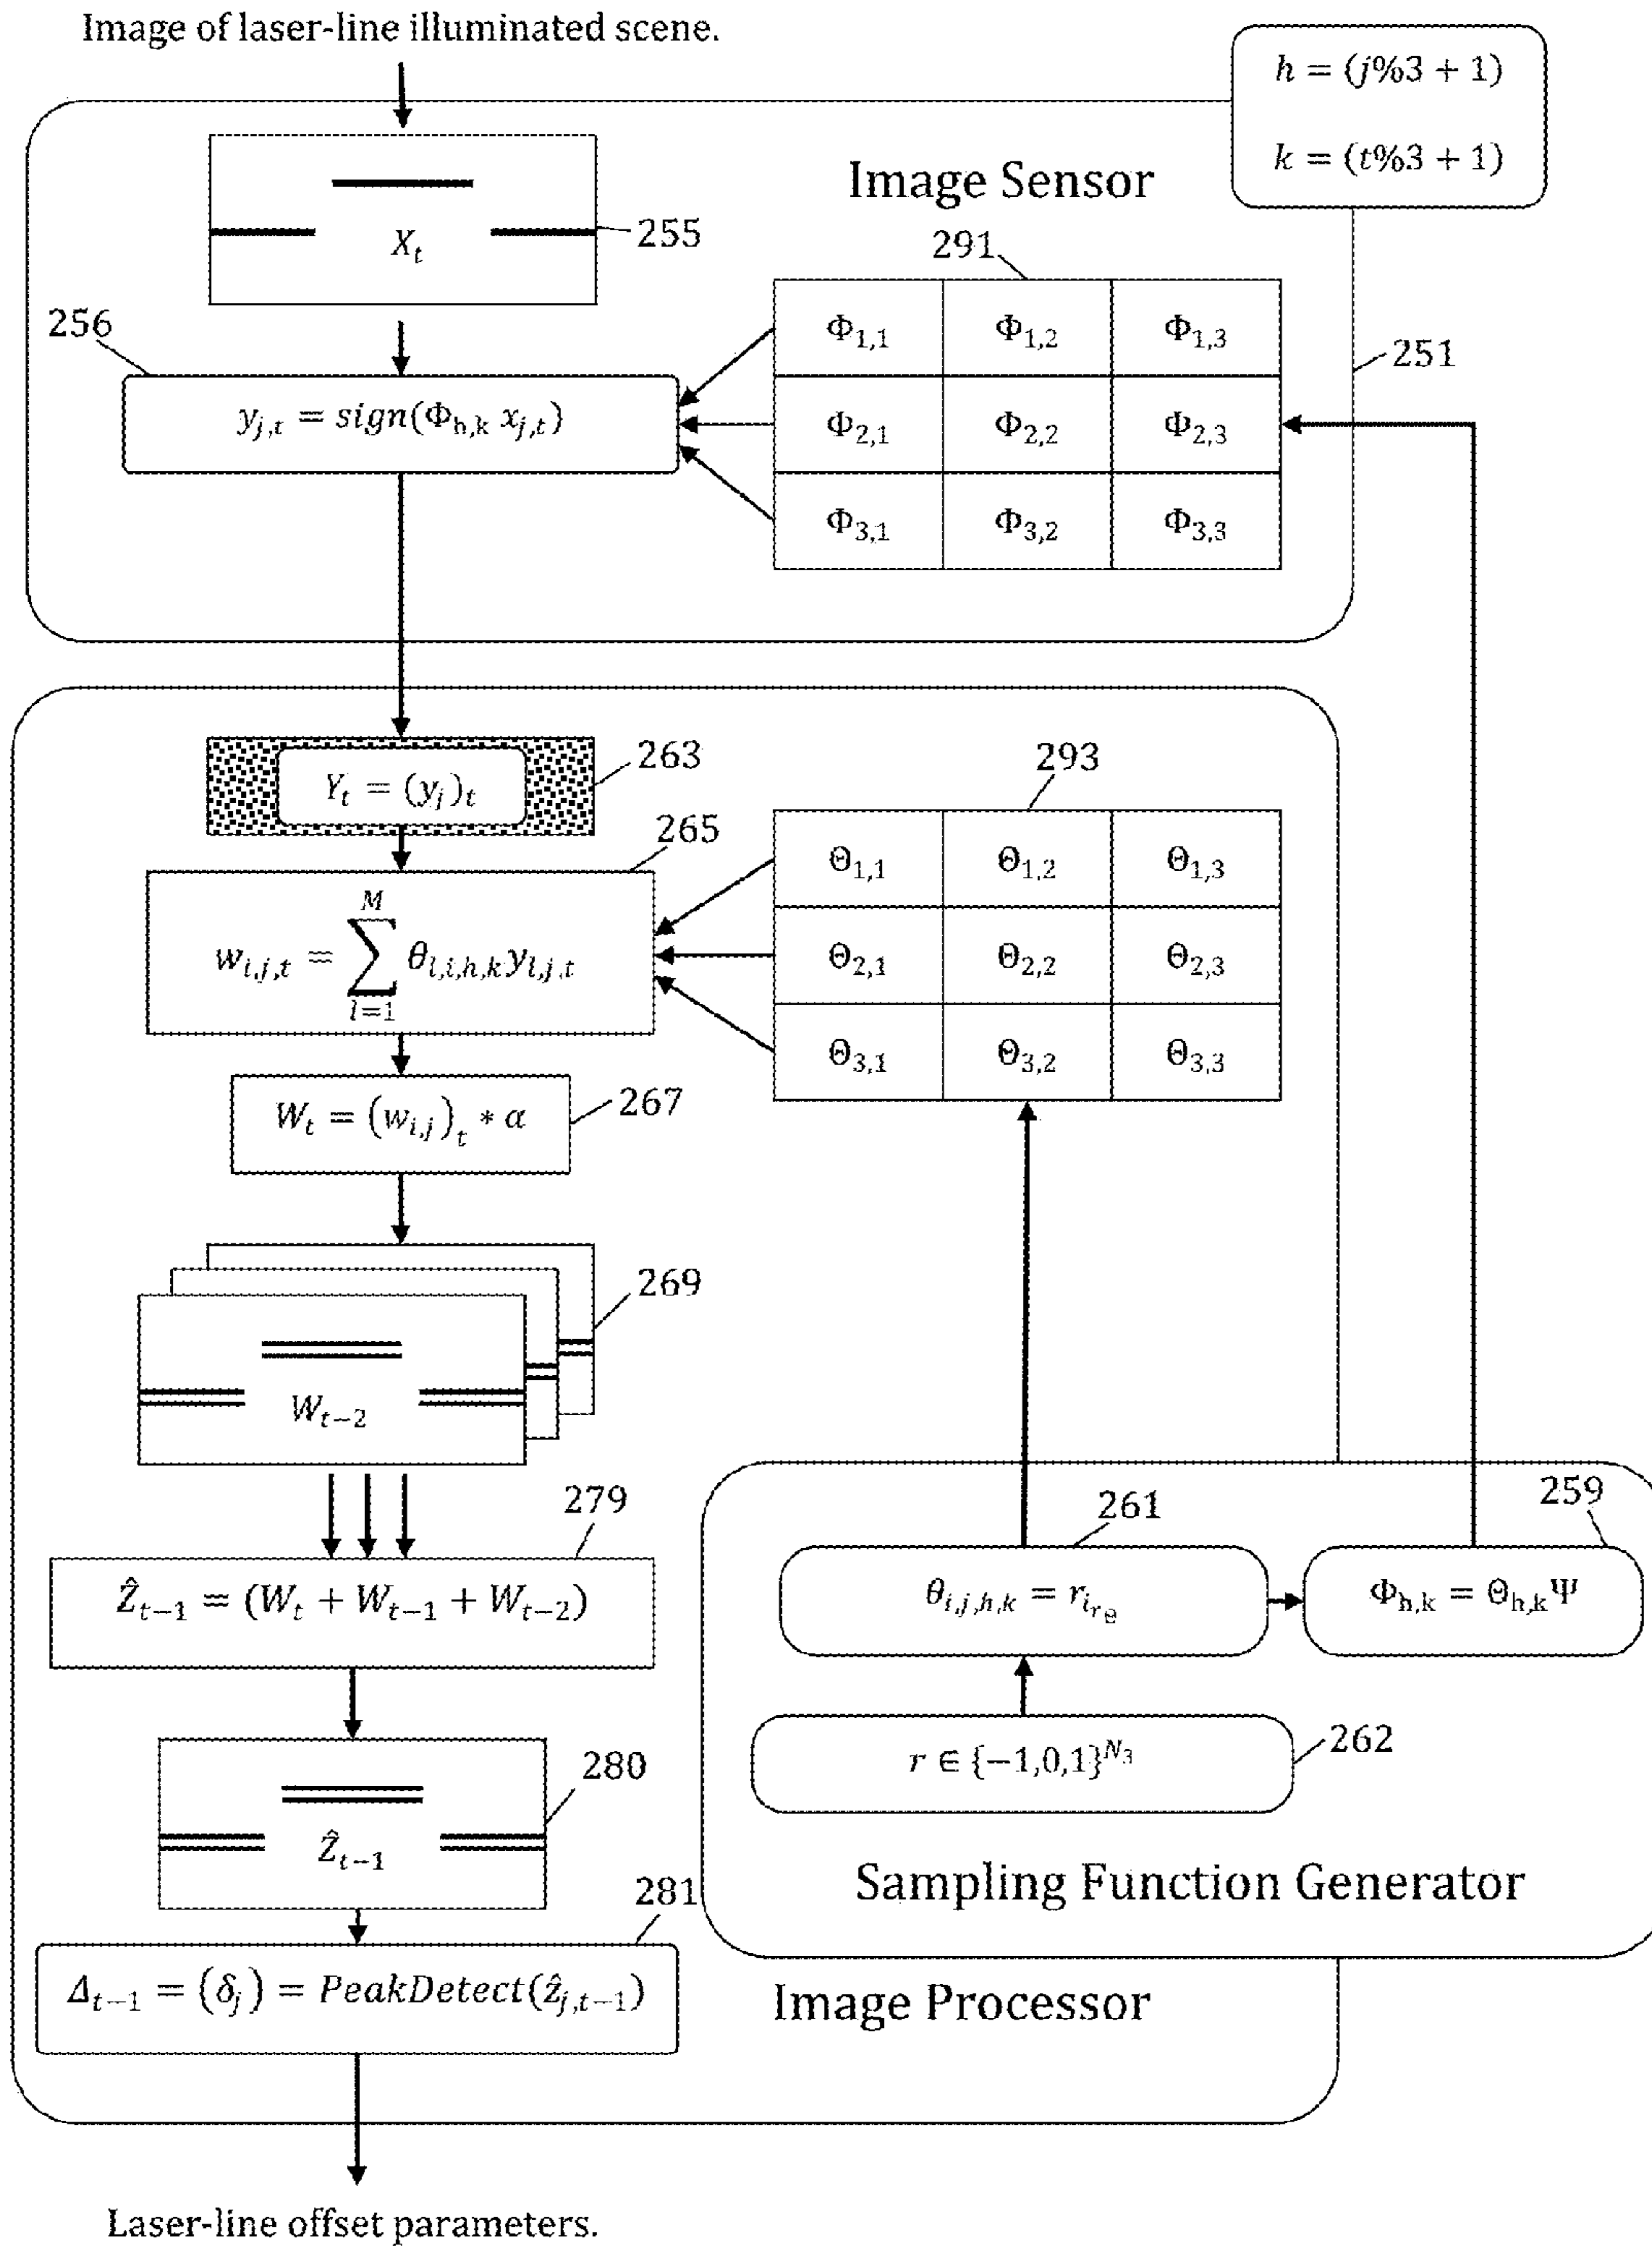 Image of laser-line illuminated scene.
h = (j%3 + 1)
k = (t%3 + 1)
Image Sensor
X_t
255
291
256
Φ_{1,1} Φ_{1,2} Φ_{1,3}
251
y_{j,t} = sign(Φ_{h,k} x_{j,t})
Φ_{2,1} Φ_{2,2} Φ_{2,3}
Φ_{3,1} Φ_{3,2} Φ_{3,3}
263
Y_t = (y_j)_t
293
265
Θ_{1,1} Θ_{1,2} Θ_{1,3}
w_{i,j,t} = \sum_{l=1}^{M} θ_{l,i,h,k} y_{l,j,t}
Θ_{2,1} Θ_{2,2} Θ_{2,3}
Θ_{3,1} Θ_{3,2} Θ_{3,3}
W_t = (w_{i,j})_t * α
267
269
W_{t−2}
279
261
259
Ẑ_{t−1} = (W_t + W_{t−1} + W_{t−2})
θ_{i,j,h,k} = r_{i_{r_Θ}}
Φ_{h,k} = Θ_{h,k}Ψ
r ∈ {−1,0,1}^{N_3}
262
280
Ẑ_{t−1}
Sampling Function Generator
281
Δ_{t−1} = (δ_j) = PeakDetect(ẑ_{j,t−1})
Image Processor
Laser-line offset parameters.